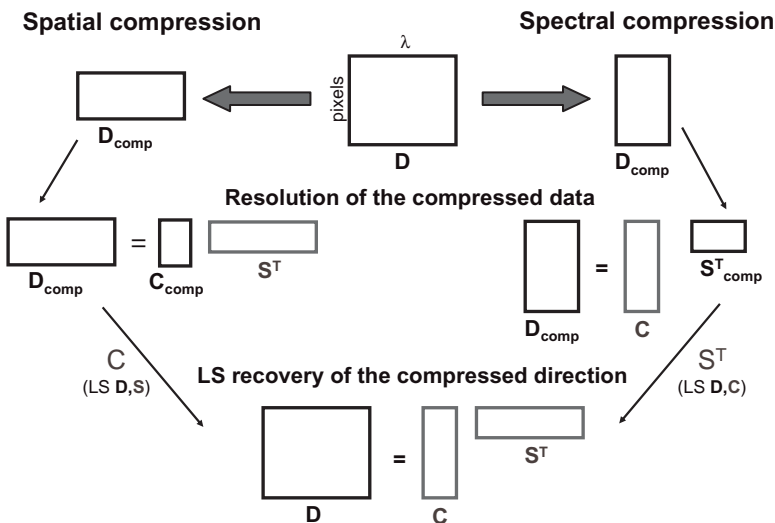 Spatial compression
Spectral compression
λ
pixels
D
D_comp
D_comp
Resolution of the compressed data
D_comp
=
C_comp
S^T
D_comp
=
C
S^T_comp
C
(LS D,S)
LS recovery of the compressed direction
S^T
(LS D,C)
D
=
C
S^T